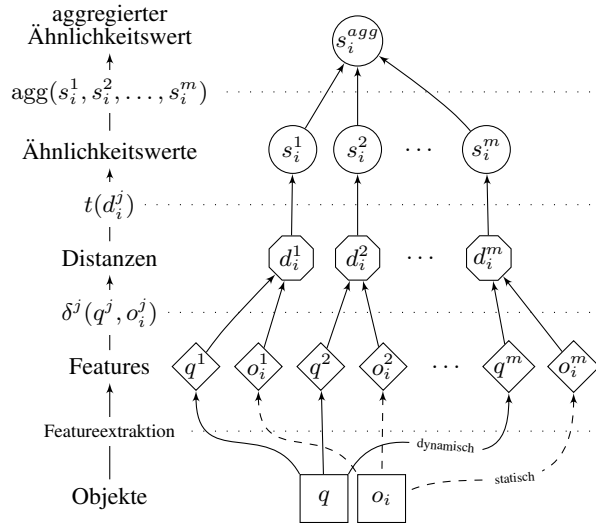 aggregierter
Ähnlichkeitswert
s_i^{agg}
agg(s_i^1, s_i^2, . . . , s_i^m)
Ähnlichkeitswerte
s_i^1 s_i^2 · · · s_i^m
t(d_i^j)
Distanzen
d_i^1 d_i^2 · · · d_i^m
δ^j(q^j, o_i^j)
Features
q^1 o_i^1 q^2 o_i^2 · · · q^m o_i^m
Featureextraktion
dynamisch
statisch
Objekte
q o_i